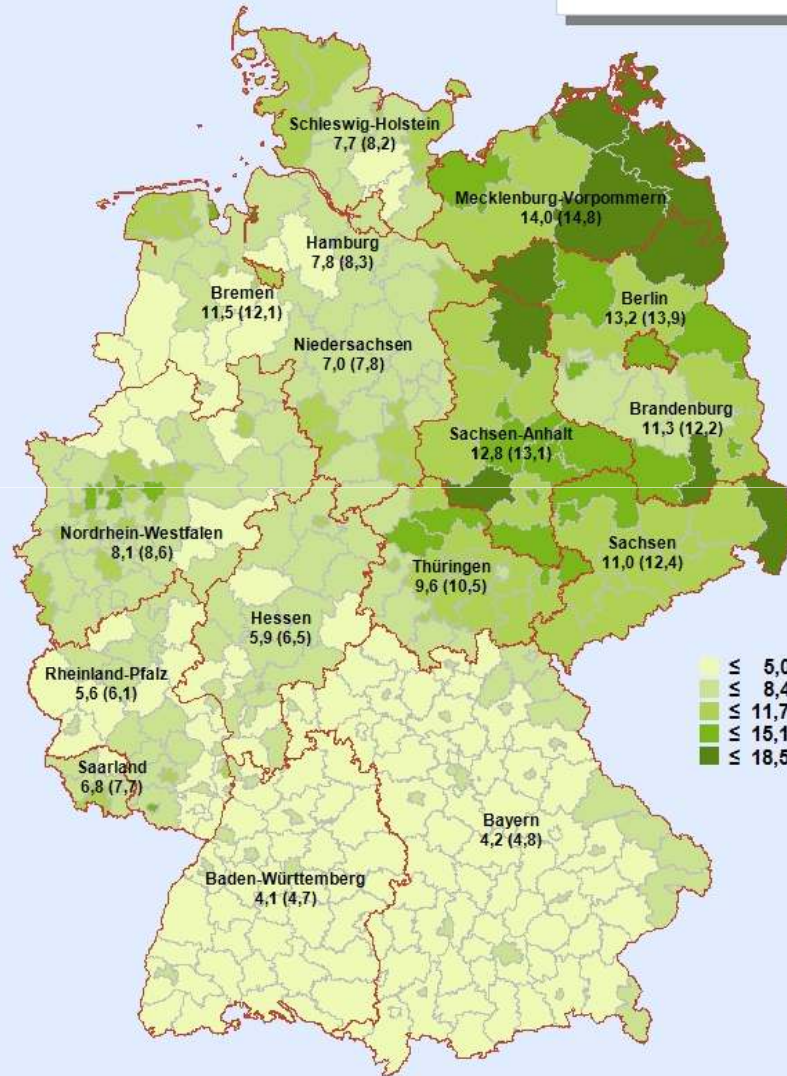 Schleswig-Holstein
7,7 (8,2)
Mecklenburg-Vorpommern
14,0 (14,8)
Hamburg
7,8 (8,3)
Bremen
11,5 (12,1)
Berlin
13,2 (13,9)
Niedersachsen
7,0 (7,8)
Brandenburg
11,3 (12,2)
Sachsen-Anhalt
12,8 (13,1)
Nordrhein-Westfalen
8,1 (8,6)
Sachsen
11,0 (12,4)
Thüringen
9,6 (10,5)
Hessen
5,9 (6,5)
Rheinland-Pfalz
5,6 (6,1)
≤ 5,0
≤ 8,4
≤ 11,7
≤ 15,1
≤ 18,5
Saarland
6,8 (7,7)
Bayern
4,2 (4,8)
Baden-Württemberg
4,1 (4,7)